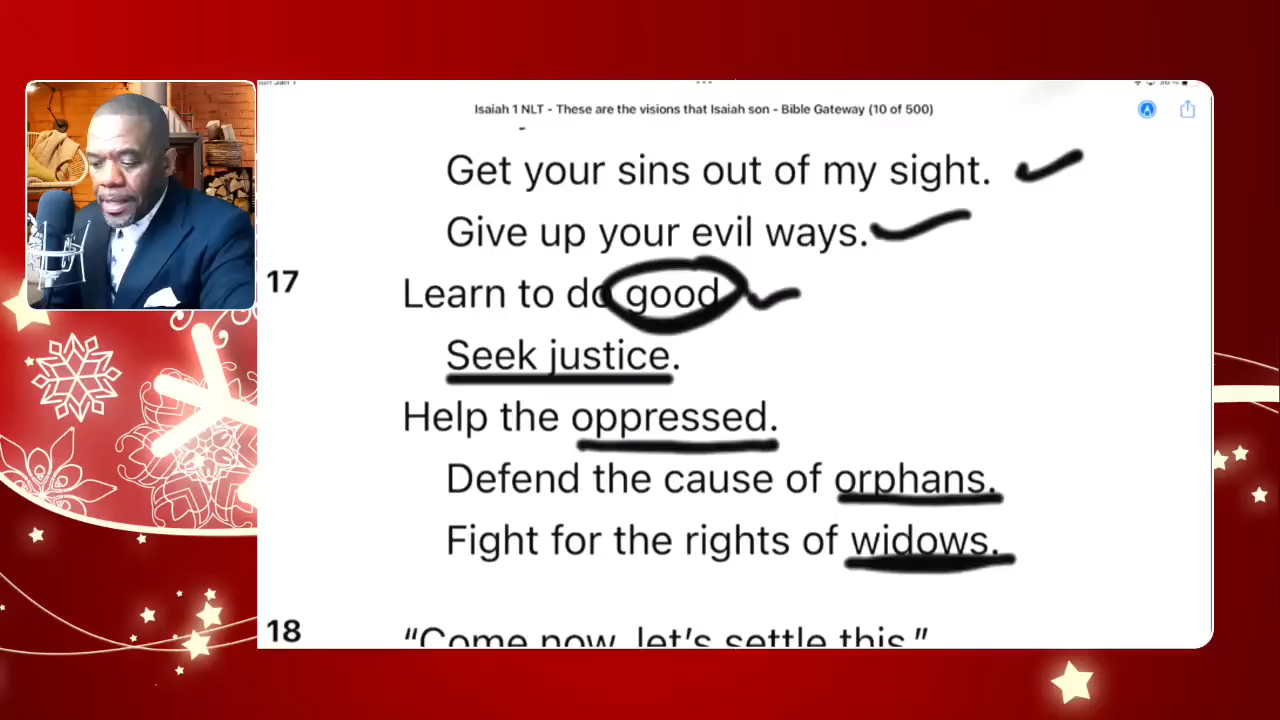 Isaiah 1 NLT - These are the visions that Isaiah son - Bible Gateway (10 of 500)
Get your sins out of my sight.
Give up your evil ways.
17 Learn to do good
Seek justice.
Help the oppressed.
Defend the cause of orphans.
Fight for the rights of widows.
18 “Come now, let’s settle this,”